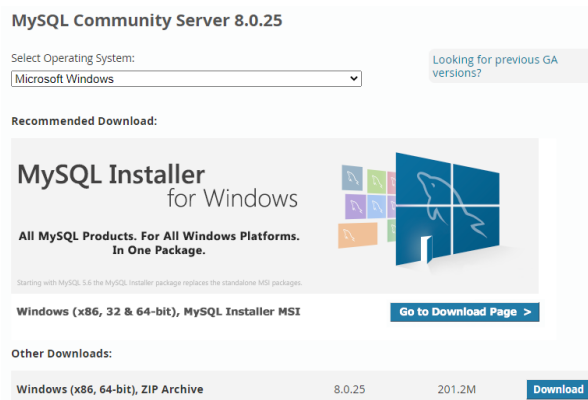 MySQL Community Server 8.0.25
Select Operating System:
Microsoft Windows
Looking for previous GA
versions?
Recommended Download:
MySQL Installer
for Windows
All MySQL Products. For All Windows Platforms.
In One Package.
Starting with MySQL 5.6 the MySQL Installer package replaces the standalone MSI packages.
Windows (x86, 32 & 64-bit), MySQL Installer MSI
Go to Download Page >
Other Downloads:
Windows (x86, 64-bit), ZIP Archive 8.0.25 201.2M Download